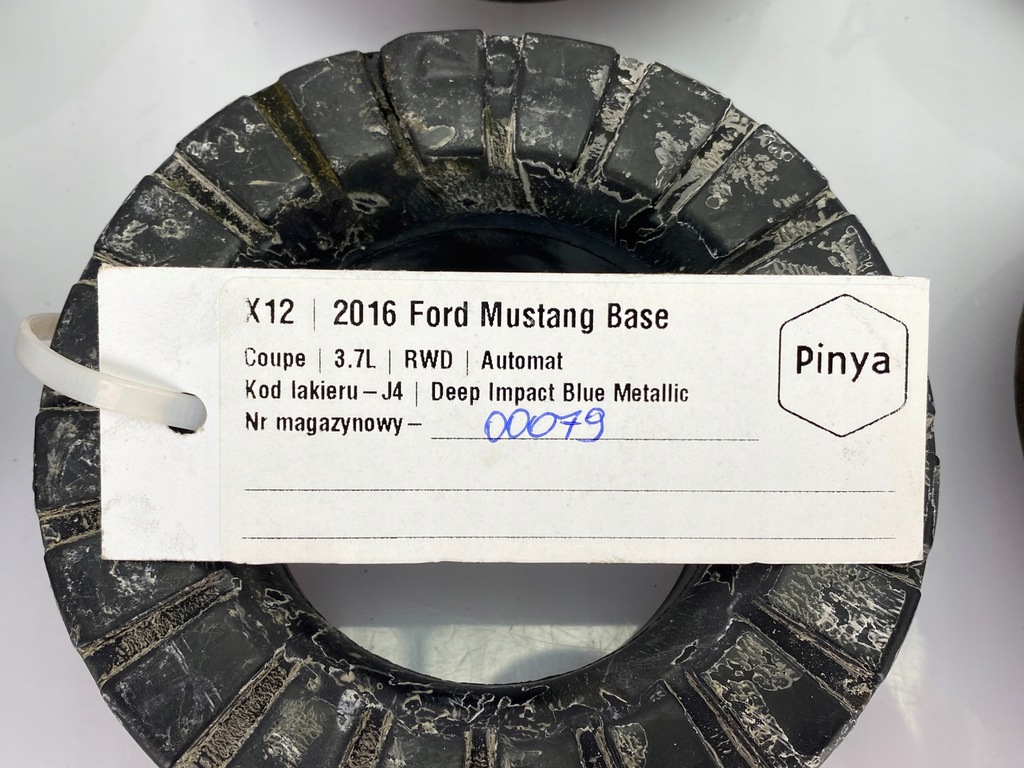 X12 | 2016 Ford Mustang Base
Coupe | 3.7L | RWD | Automat
Kod lakieru – J4 | Deep Impact Blue Metallic
Nr magazynowy – 00079
Pinya